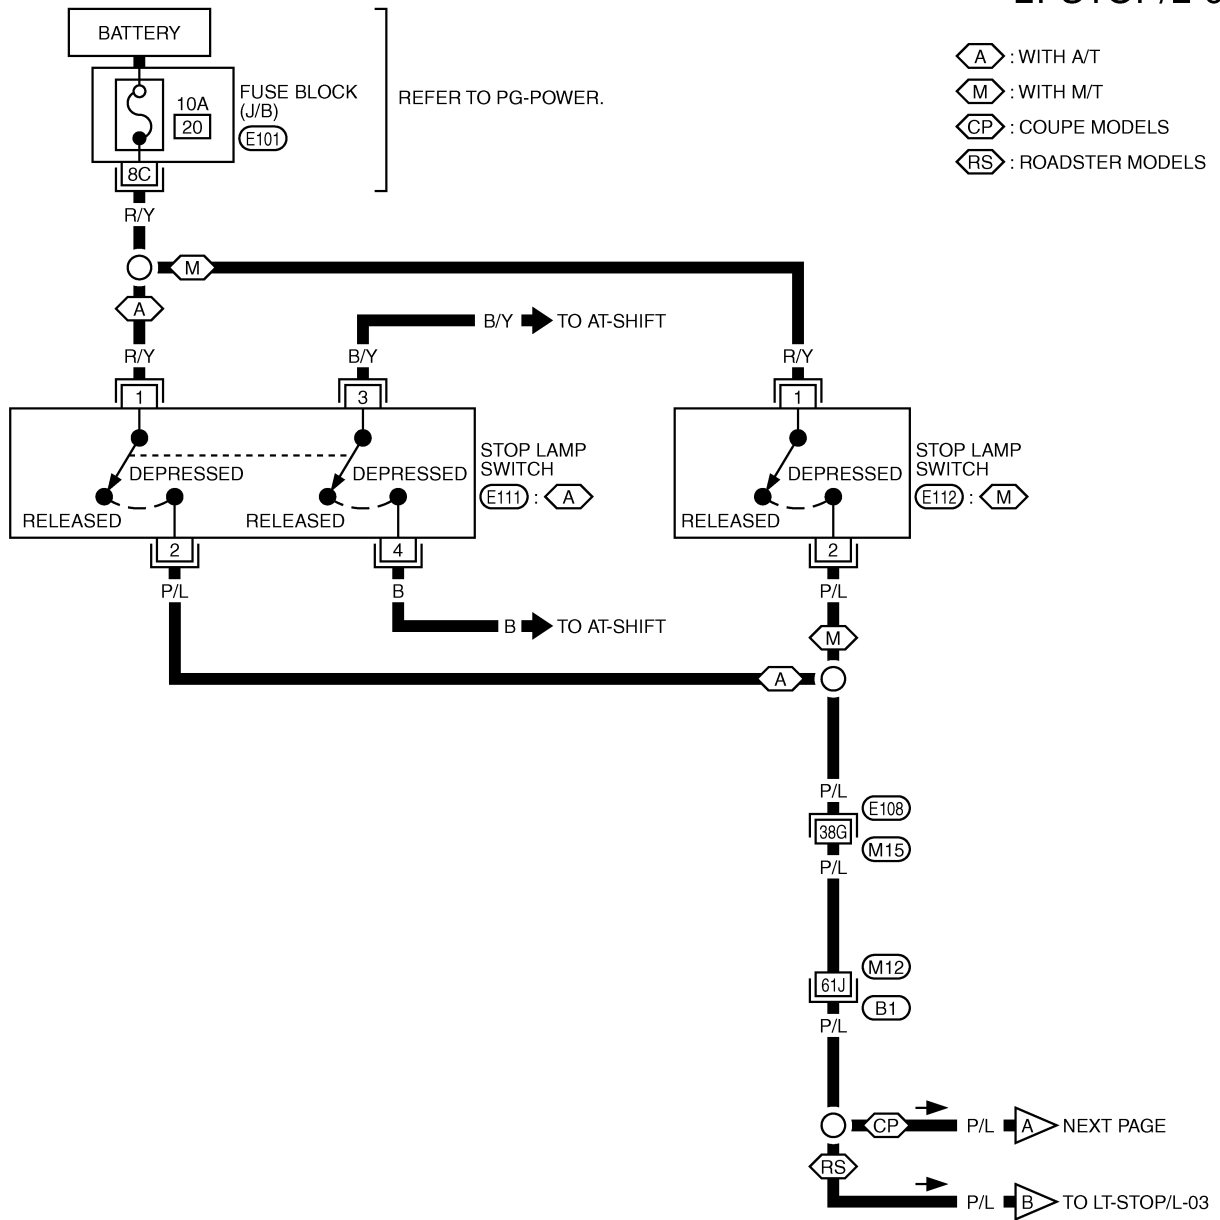 BATTERY
10A
20
FUSE BLOCK
(J/B)
E101
REFER TO PG-POWER.
A : WITH A/T
M : WITH M/T
CP : COUPE MODELS
RS : ROADSTER MODELS
8C
R/Y
M
A
R/Y
B/Y
B/Y
TO AT-SHIFT
R/Y
1
3
1
DEPRESSED
RELEASED
DEPRESSED
RELEASED
STOP LAMP
SWITCH
E111 : A
DEPRESSED
RELEASED
STOP LAMP
SWITCH
E112 : M
2
4
2
P/L
B
P/L
B
TO AT-SHIFT
M
A
P/L
E108
38G
M15
P/L
M12
61J
B1
P/L
CP
P/L
A
NEXT PAGE
RS
P/L
B
TO LT-STOP/L-03